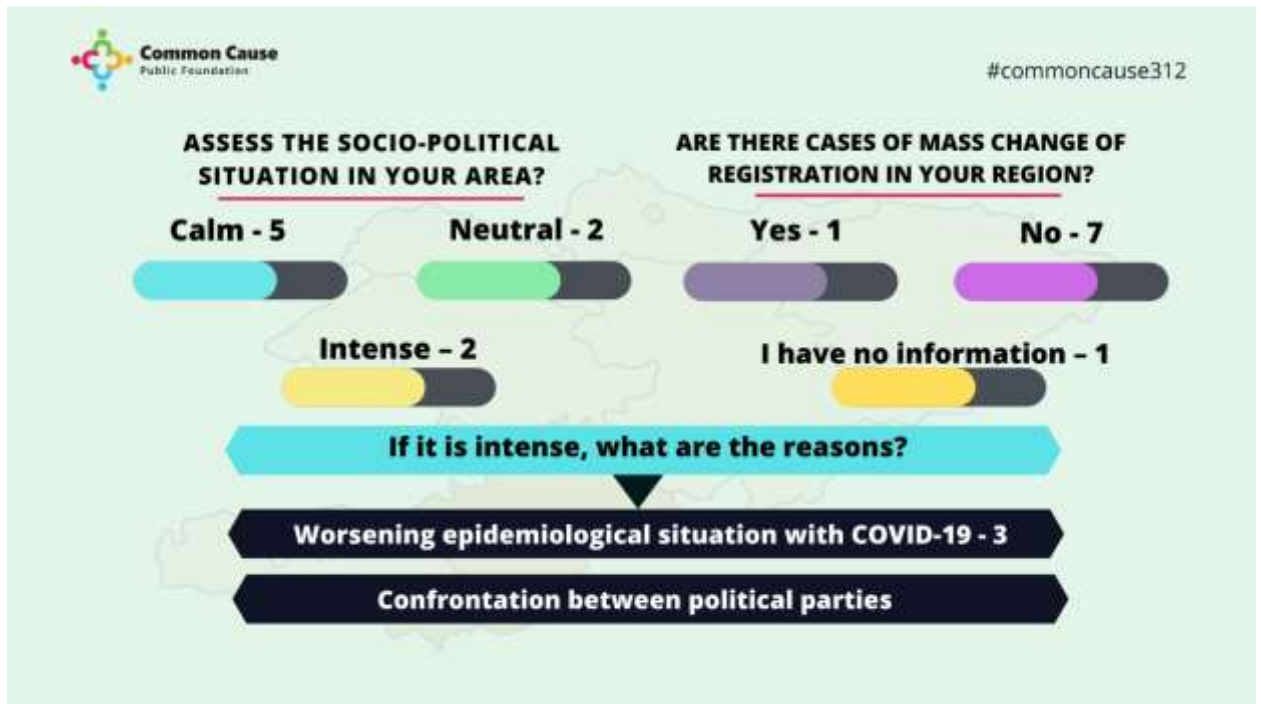 Common Cause
Public Foundation
#commoncause312
ASSESS THE SOCIO-POLITICAL
SITUATION IN YOUR AREA?
Calm - 5
Neutral - 2
Intense – 2
ARE THERE CASES OF MASS CHANGE OF
REGISTRATION IN YOUR REGION?
Yes - 1
No - 7
I have no information – 1
If it is intense, what are the reasons?
Worsening epidemiological situation with COVID-19 - 3
Confrontation between political parties